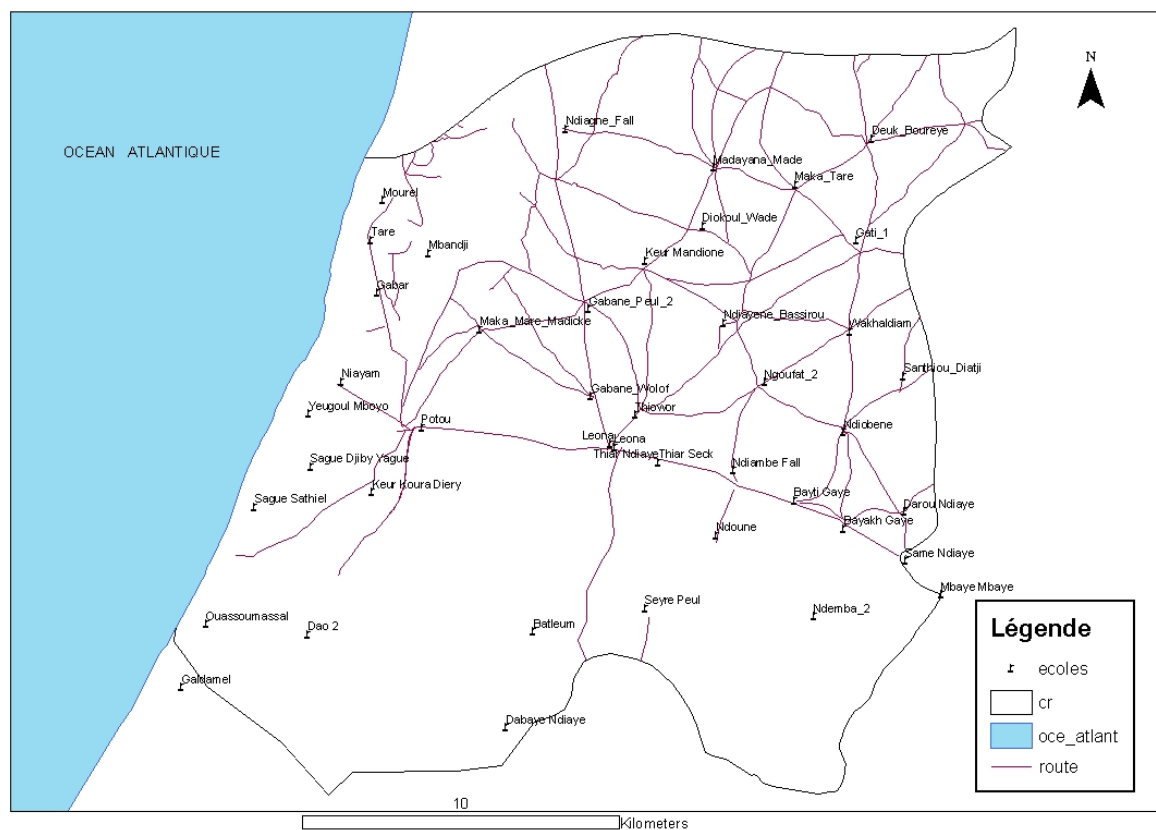 N
OCEAN ATLANTIQUE
Ndiagne_Fall
Deuk_Boureye
Madayana_Made
Maka_Tare
Mourel
Diokoul_Wade
Tare
Gati_1
Mbandji
Keur Mandione
Gabar
Gabane_Peul_2
Ndiayene_Bassirou
Maka_Mare_Madicke
Wakhaldiam
Niayam
Santhiou_Diatji
Ngoufat_2
Gabane_Wolof
Yeugoul Mboyo
Thiowor
Potou
Ndiobene
Leona
Leona
Thiar Ndiaye
Thiar Seck
Sague Djiby Yague
Ndiambe Fall
Keur Koura Diery
Sague Sathiel
Bayti Gaye
Darou Ndiaye
Bayakh Gaye
Ndoune
Same Ndiaye
Mbaye Mbaye
Seyre Peul
Ndemba_2
Ouassoumassal
Dao 2
Batleum
Galdamel
Dabaye Ndiaye
Légende
ecoles
cr
oce_atlant
route
10
Kilometers